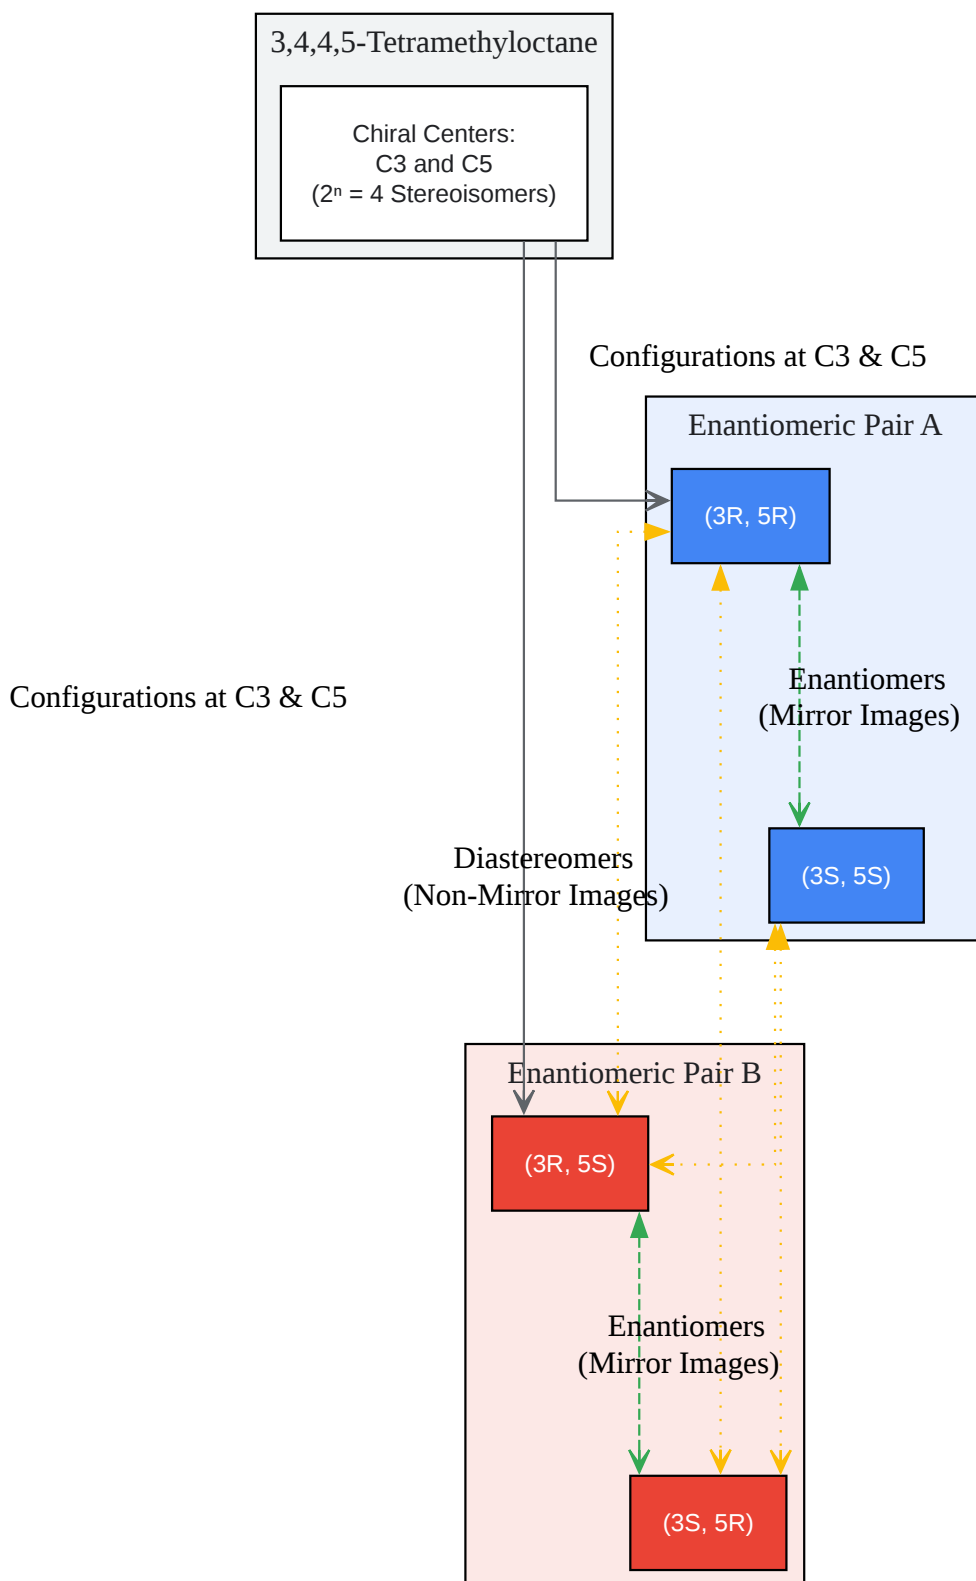 3,4,4,5-Tetramethyloctane
Chiral Centers:
C3 and C5
(2ⁿ = 4 Stereoisomers)
Configurations at C3 & C5
Enantiomeric Pair A
(3R, 5R)
Enantiomers
(Mirror Images)
Configurations at C3 & C5
Diastereomers
(Non-Mirror Images)
(3S, 5S)
Enantiomeric Pair B
(3R, 5S)
Enantiomers
(Mirror Images)
(3S, 5R)